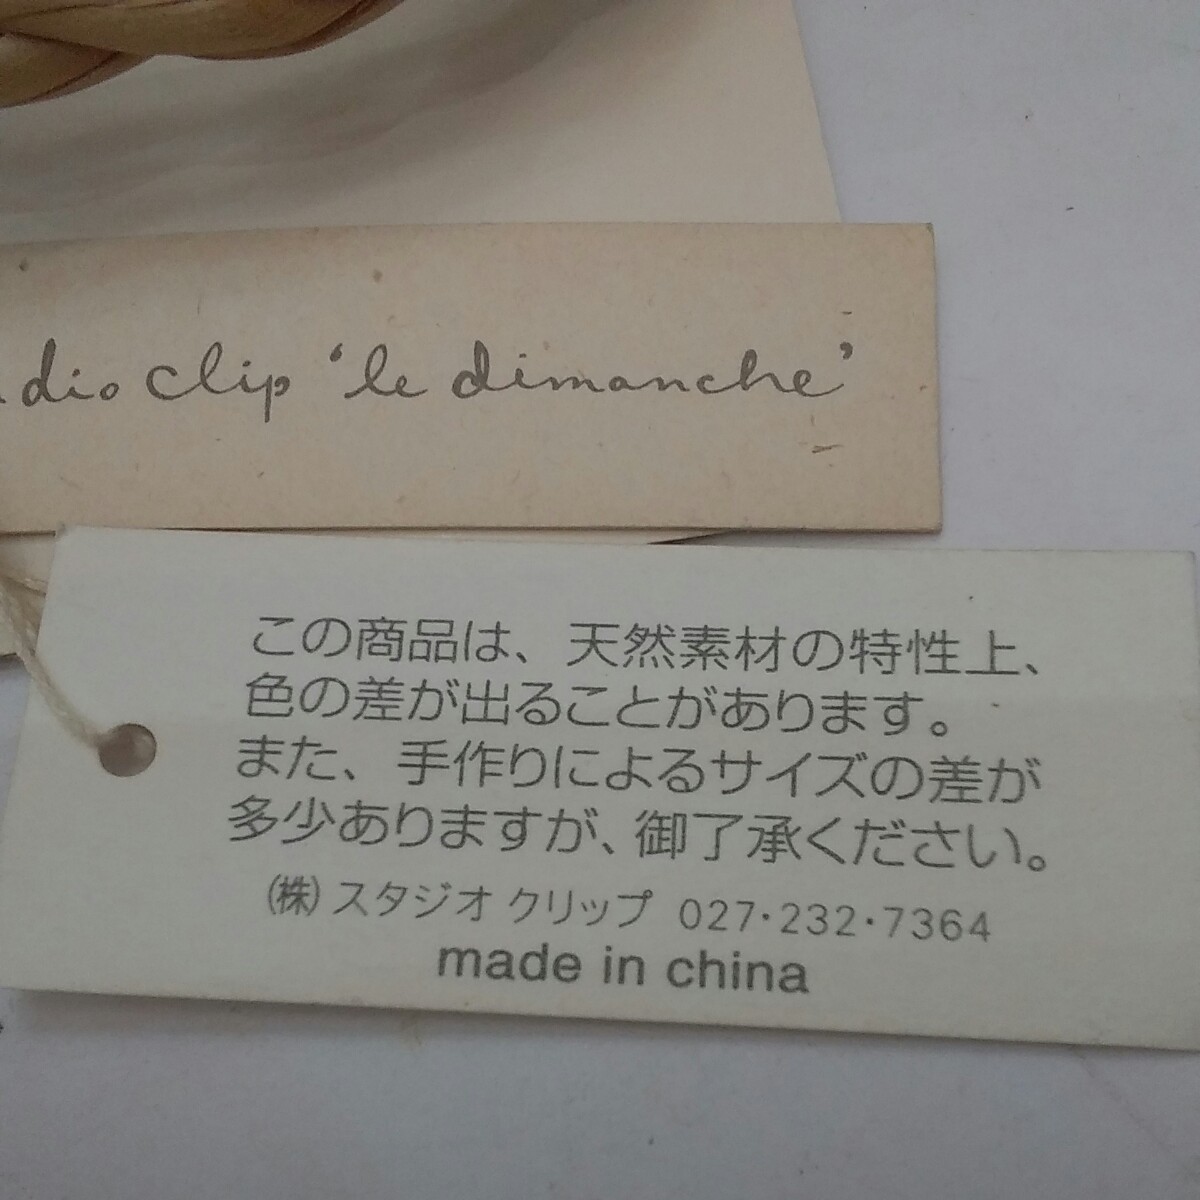 dio clip 'le dimanche'
この商品は、天然素材の特性上、
色の差が出ることがあります。
また、手作りによるサイズの差が
多少ありますが、御了承ください。
(株)スタジオ クリップ 027・232・7364
made in china